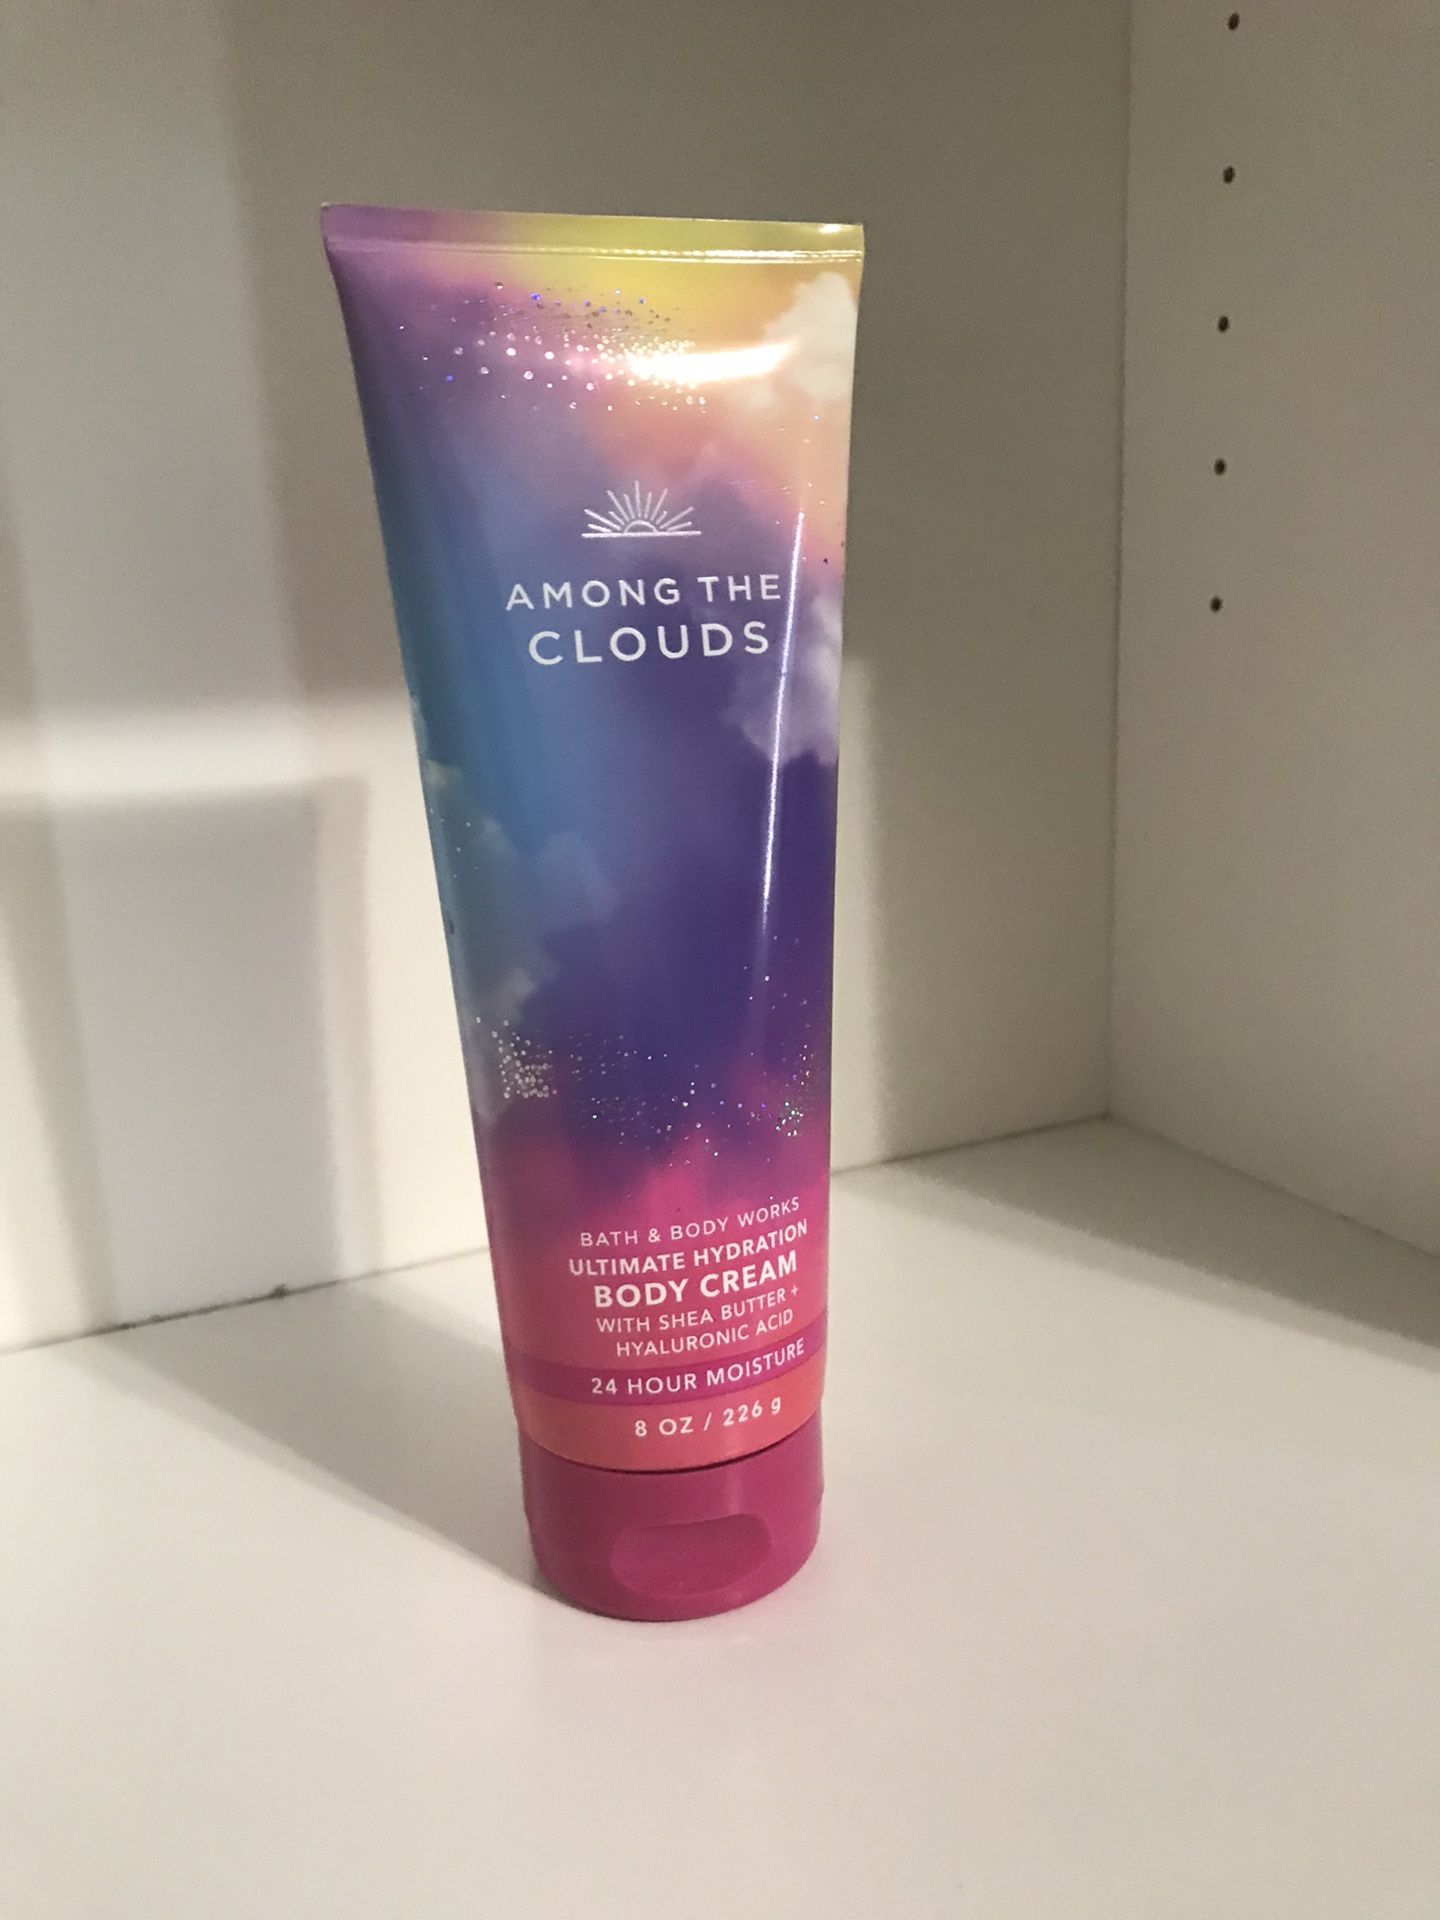 AMONG THE
CLOUDS
BATH & BODY WORKS
ULTIMATE HYDRATION
BODY CREAM
WITH SHEA BUTTER +
HYALURONIC ACID
24 HOUR MOISTURE
8 OZ / 226 g